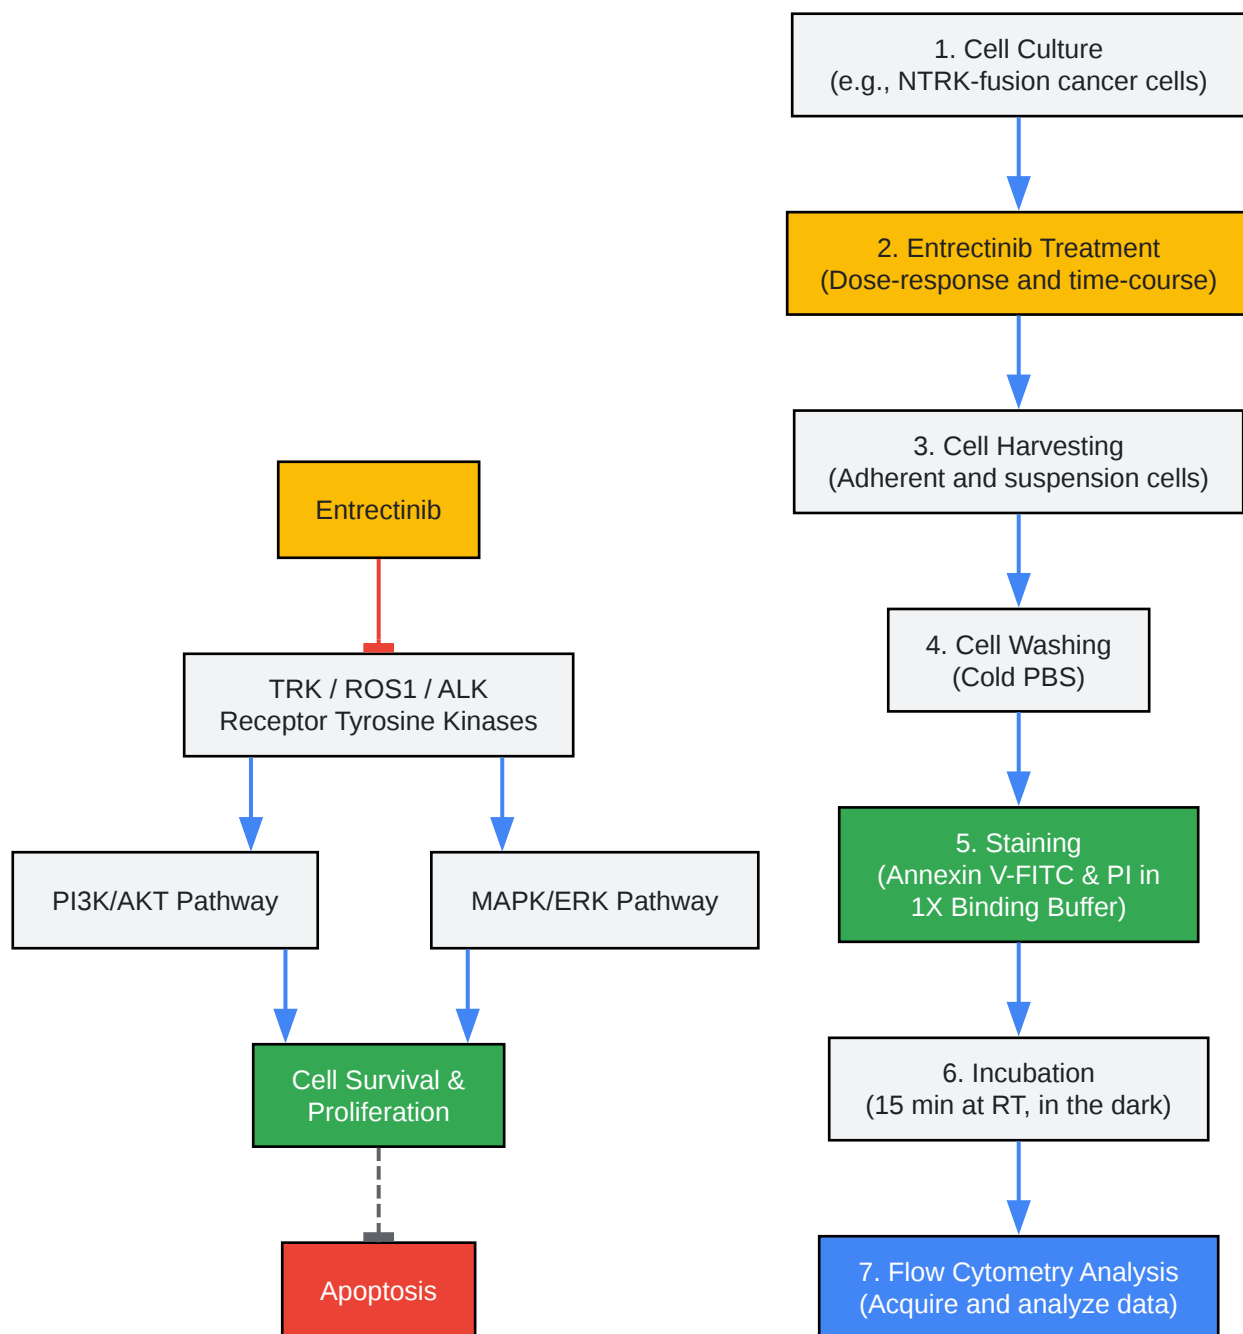 Entrectinib
TRK / ROS1 / ALK
Receptor Tyrosine Kinases
PI3K/AKT Pathway
MAPK/ERK Pathway
Cell Survival &
Proliferation
Apoptosis
1. Cell Culture
(e.g., NTRK-fusion cancer cells)
2. Entrectinib Treatment
(Dose-response and time-course)
3. Cell Harvesting
(Adherent and suspension cells)
4. Cell Washing
(Cold PBS)
5. Staining
(Annexin V-FITC & PI in
1X Binding Buffer)
6. Incubation
(15 min at RT, in the dark)
7. Flow Cytometry Analysis
(Acquire and analyze data)